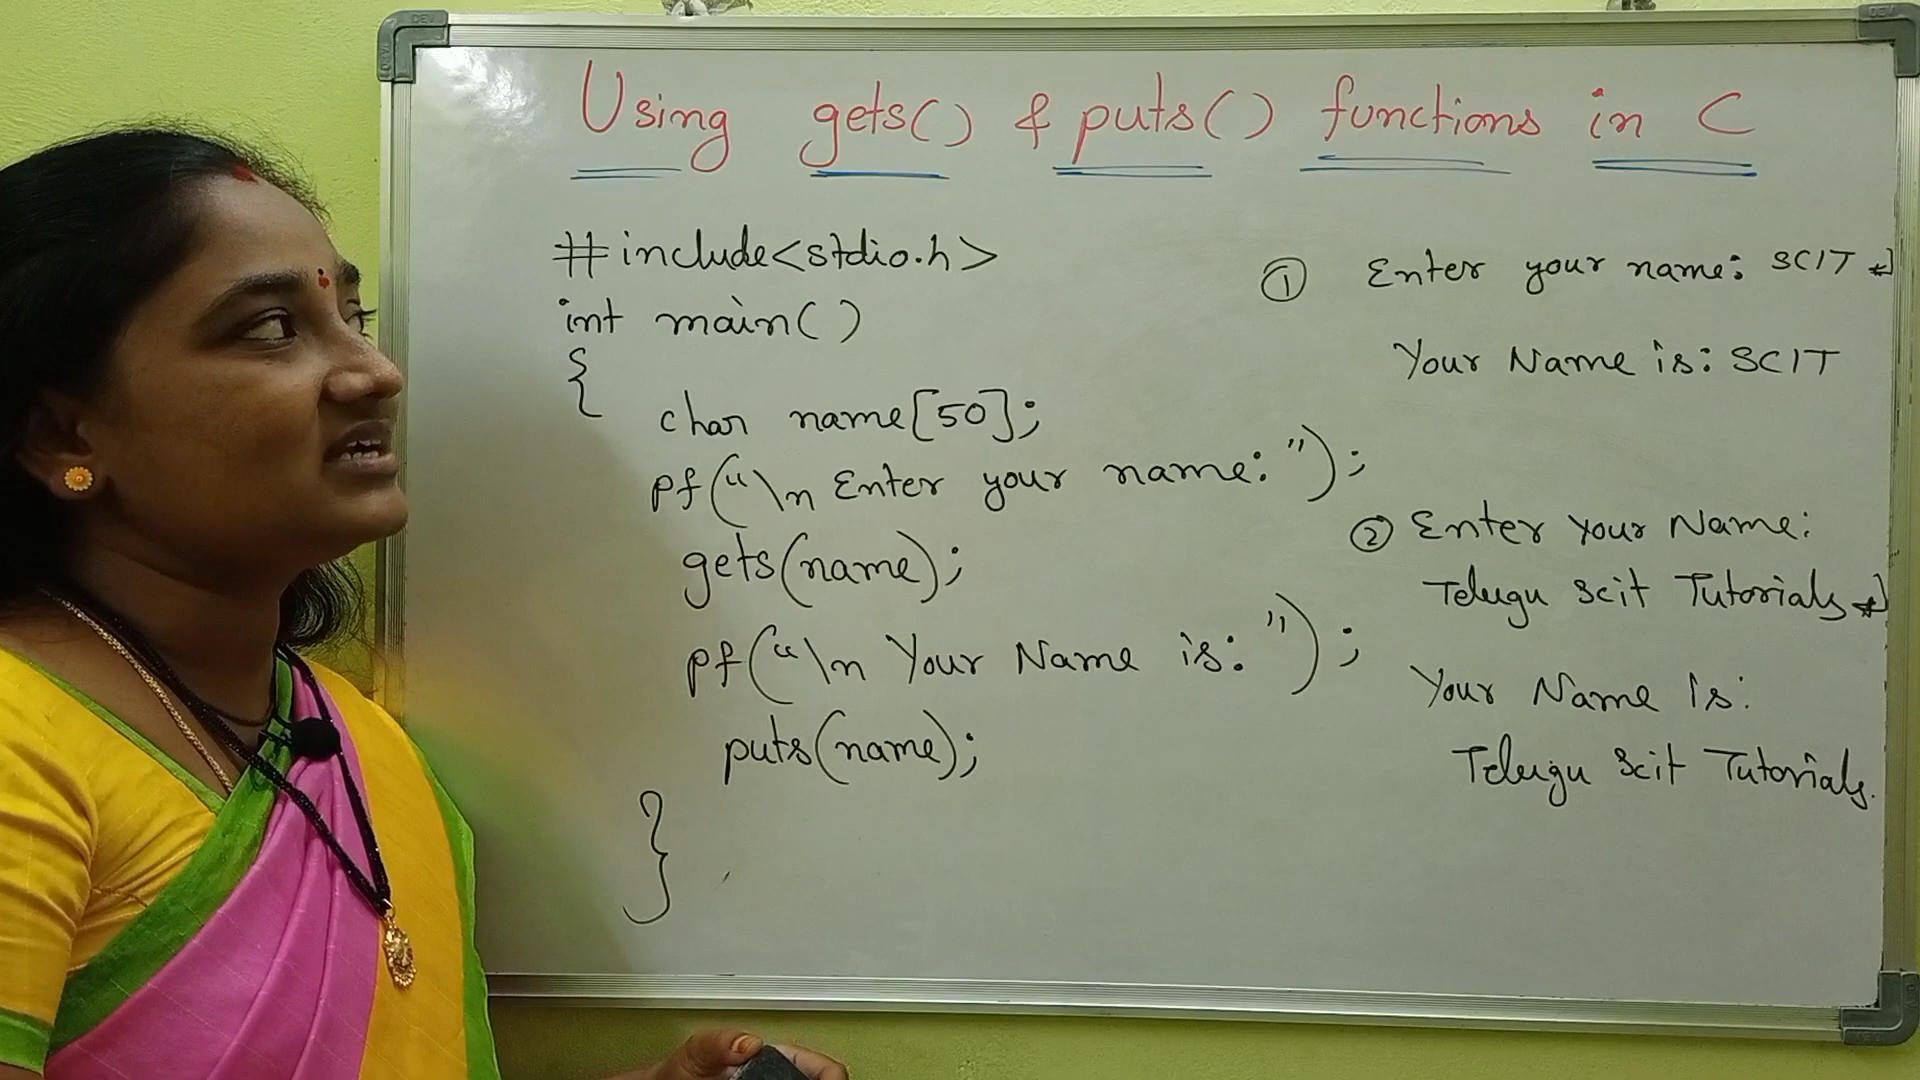 Using gets() & puts() functions in C
#include<stdio.h>
int main()
{
char name[50];
pf("\n Enter your name: ");
gets(name);
pf("\n Your Name is: ");
puts(name);
}
① Enter your name: SCIT ↵
Your Name is: SCIT
② Enter Your Name:
Telugu Scit Tutorials ↵
Your Name is:
Telugu Scit Tutorials.